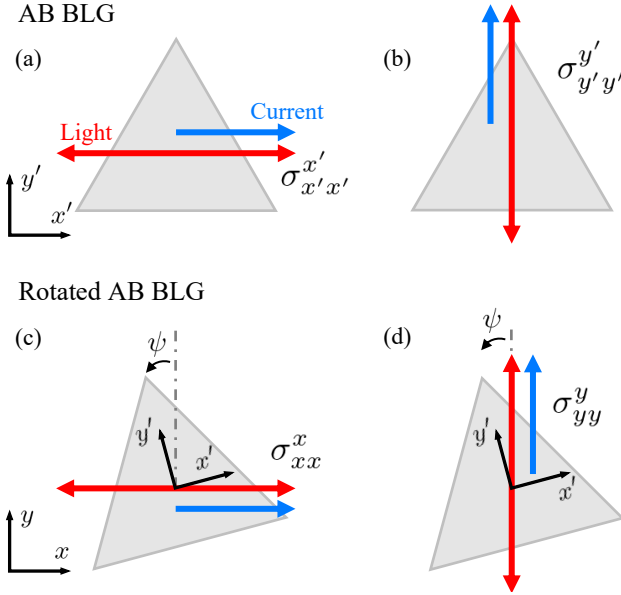 AB BLG
(a)
(b)
σ^{y′}_{y′y′}
Current
Light
σ^{x′}_{x′x′}
y′
x′
Rotated AB BLG
(c)
ψ
(d)
ψ
y′
x′
σ^{x}_{xx}
y′
x′
σ^{y}_{yy}
y
x